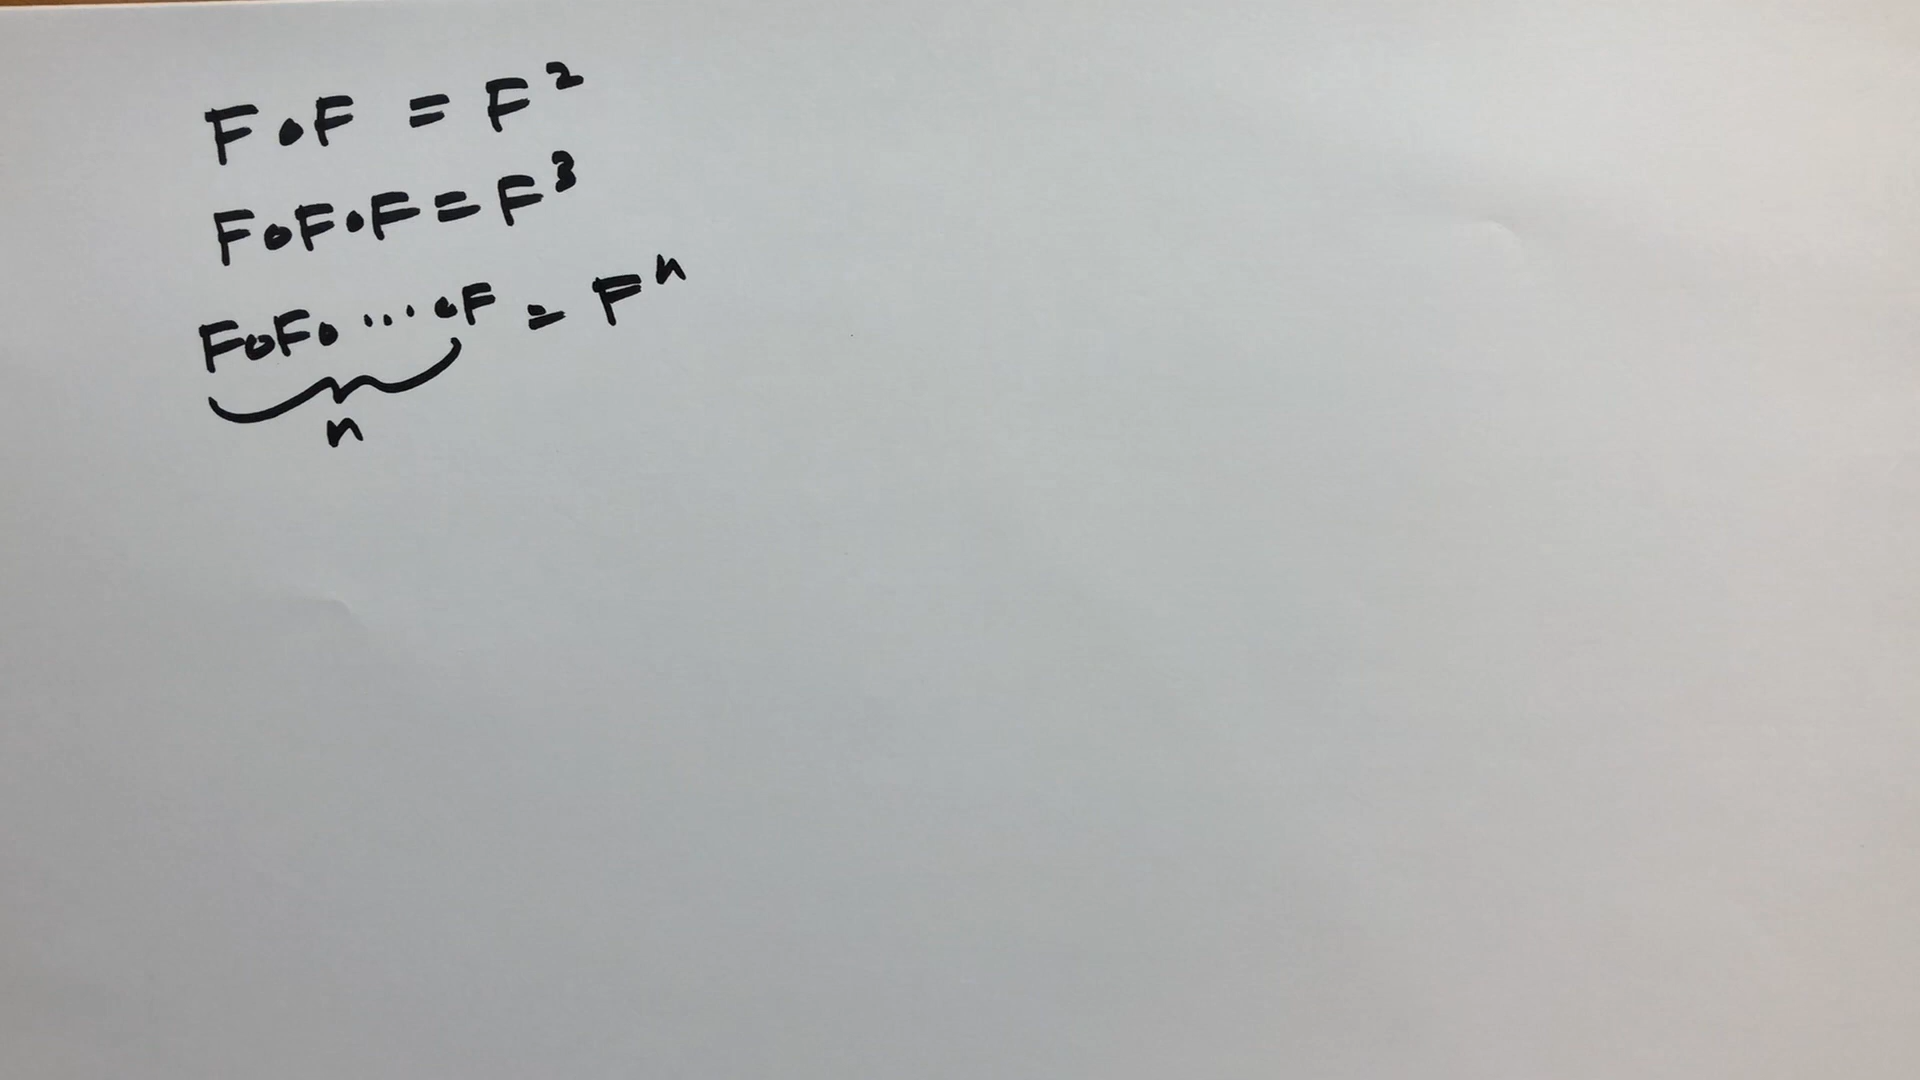 F∘F = F²
F∘F∘F = F³
F∘F∘ ... ∘F = Fⁿ
n